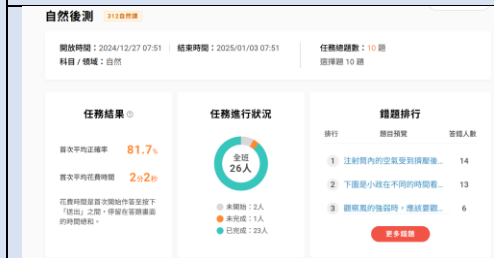 自然後測 312自然課
開放時間：2024/12/27 07:51 結束時間：2025/01/03 07:51 任務總題數：10 題
科目 / 領域：自然 選擇題 10 題
任務結果
首次平均正確率 81.7%
首次平均花費時間 2分2秒
花費時間是首次開始作答至按下
「送出」之間，停留在答題畫面
的時間總和。
任務進行狀況
全班
26人
未開始：2人
未完成：1人
已完成：23人
錯題排行
排行 題目預覽 答錯人數
1 注射筒內的空氣受到擠壓後... 14
2 下圖是小政在不同的時間看... 13
3 觀察風的強弱時，應該要觀... 6
更多錯題